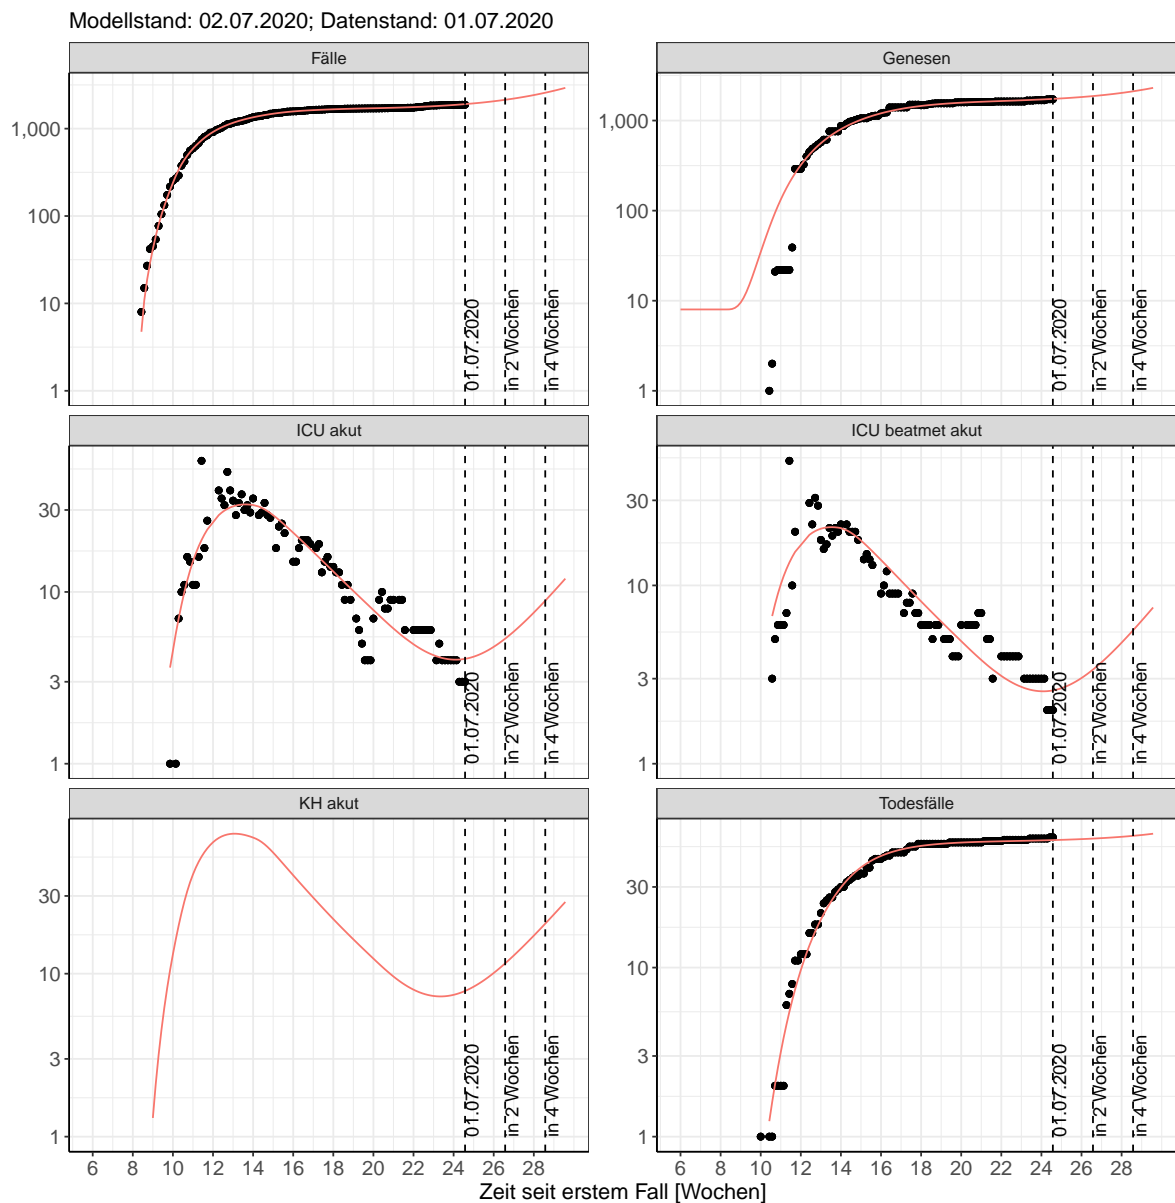 Modellstand: 02.07.2020; Datenstand: 01.07.2020
Fälle
1,000
100
10
1
01.07.2020
in 2 Wochen
in 4 Wochen
Genesen
1,000
100
10
1
01.07.2020
in 2 Wochen
in 4 Wochen
ICU akut
30
10
3
1
01.07.2020
in 2 Wochen
in 4 Wochen
ICU beatmet akut
30
10
3
1
01.07.2020
in 2 Wochen
in 4 Wochen
KH akut
30
10
3
1
01.07.2020
in 2 Wochen
in 4 Wochen
6 8 10 12 14 16 18 20 22 24 26 28
Todesfälle
30
10
3
1
01.07.2020
in 2 Wochen
in 4 Wochen
6 8 10 12 14 16 18 20 22 24 26 28
Zeit seit erstem Fall [Wochen]